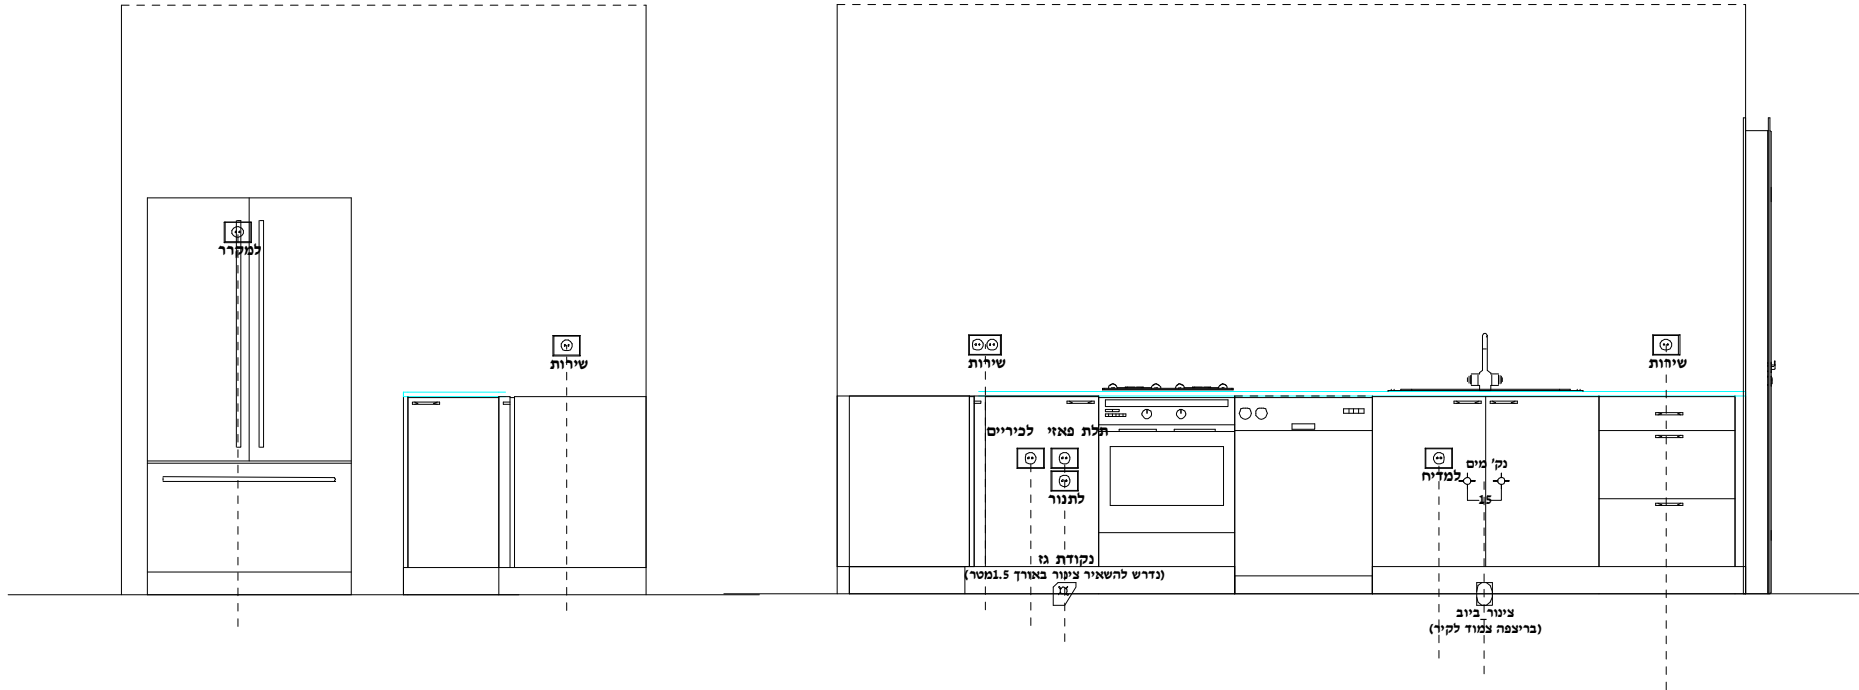 למקרר
שירות
שירות
שירות
תלת פאזי
לכיריים
לתנור
נק' מים
למדיח
15
נקודת גז
(נדרש להשאיר צינור באורך 1.5מטר)
צינור ביוב
(בריצפה צמוד לקיר)